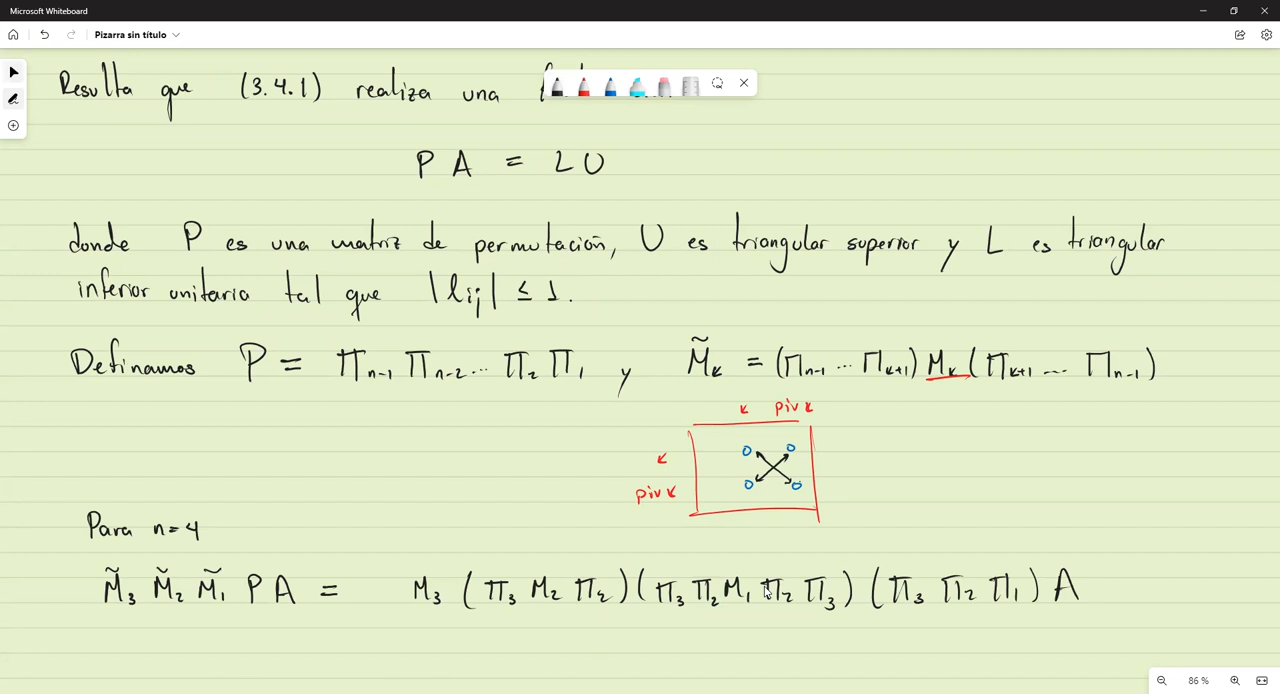 Microsoft Whiteboard
Pizarra sin título
Resulta que (3.4.1) realiza una
P A = L U
donde P es una matriz de permutación, U es triangular superior y L es triangular
inferior unitaria tal que |lij| ≤ 1.
Definamos P = Π_{n-1} Π_{n-2} ... Π_2 Π_1 y M̃_k = (Π_{n-1} ... Π_{k+1}) M_k (Π_{k+1} ... Π_{n-1})
k piv k
k
piv k
Para n=4
M̃_3 M̃_2 M̃_1 P A = M_3 (Π_3 M_2 Π_2) (Π_3 Π_2 M_1 Π_2 Π_3) (Π_3 Π_2 Π_1) A
86 %